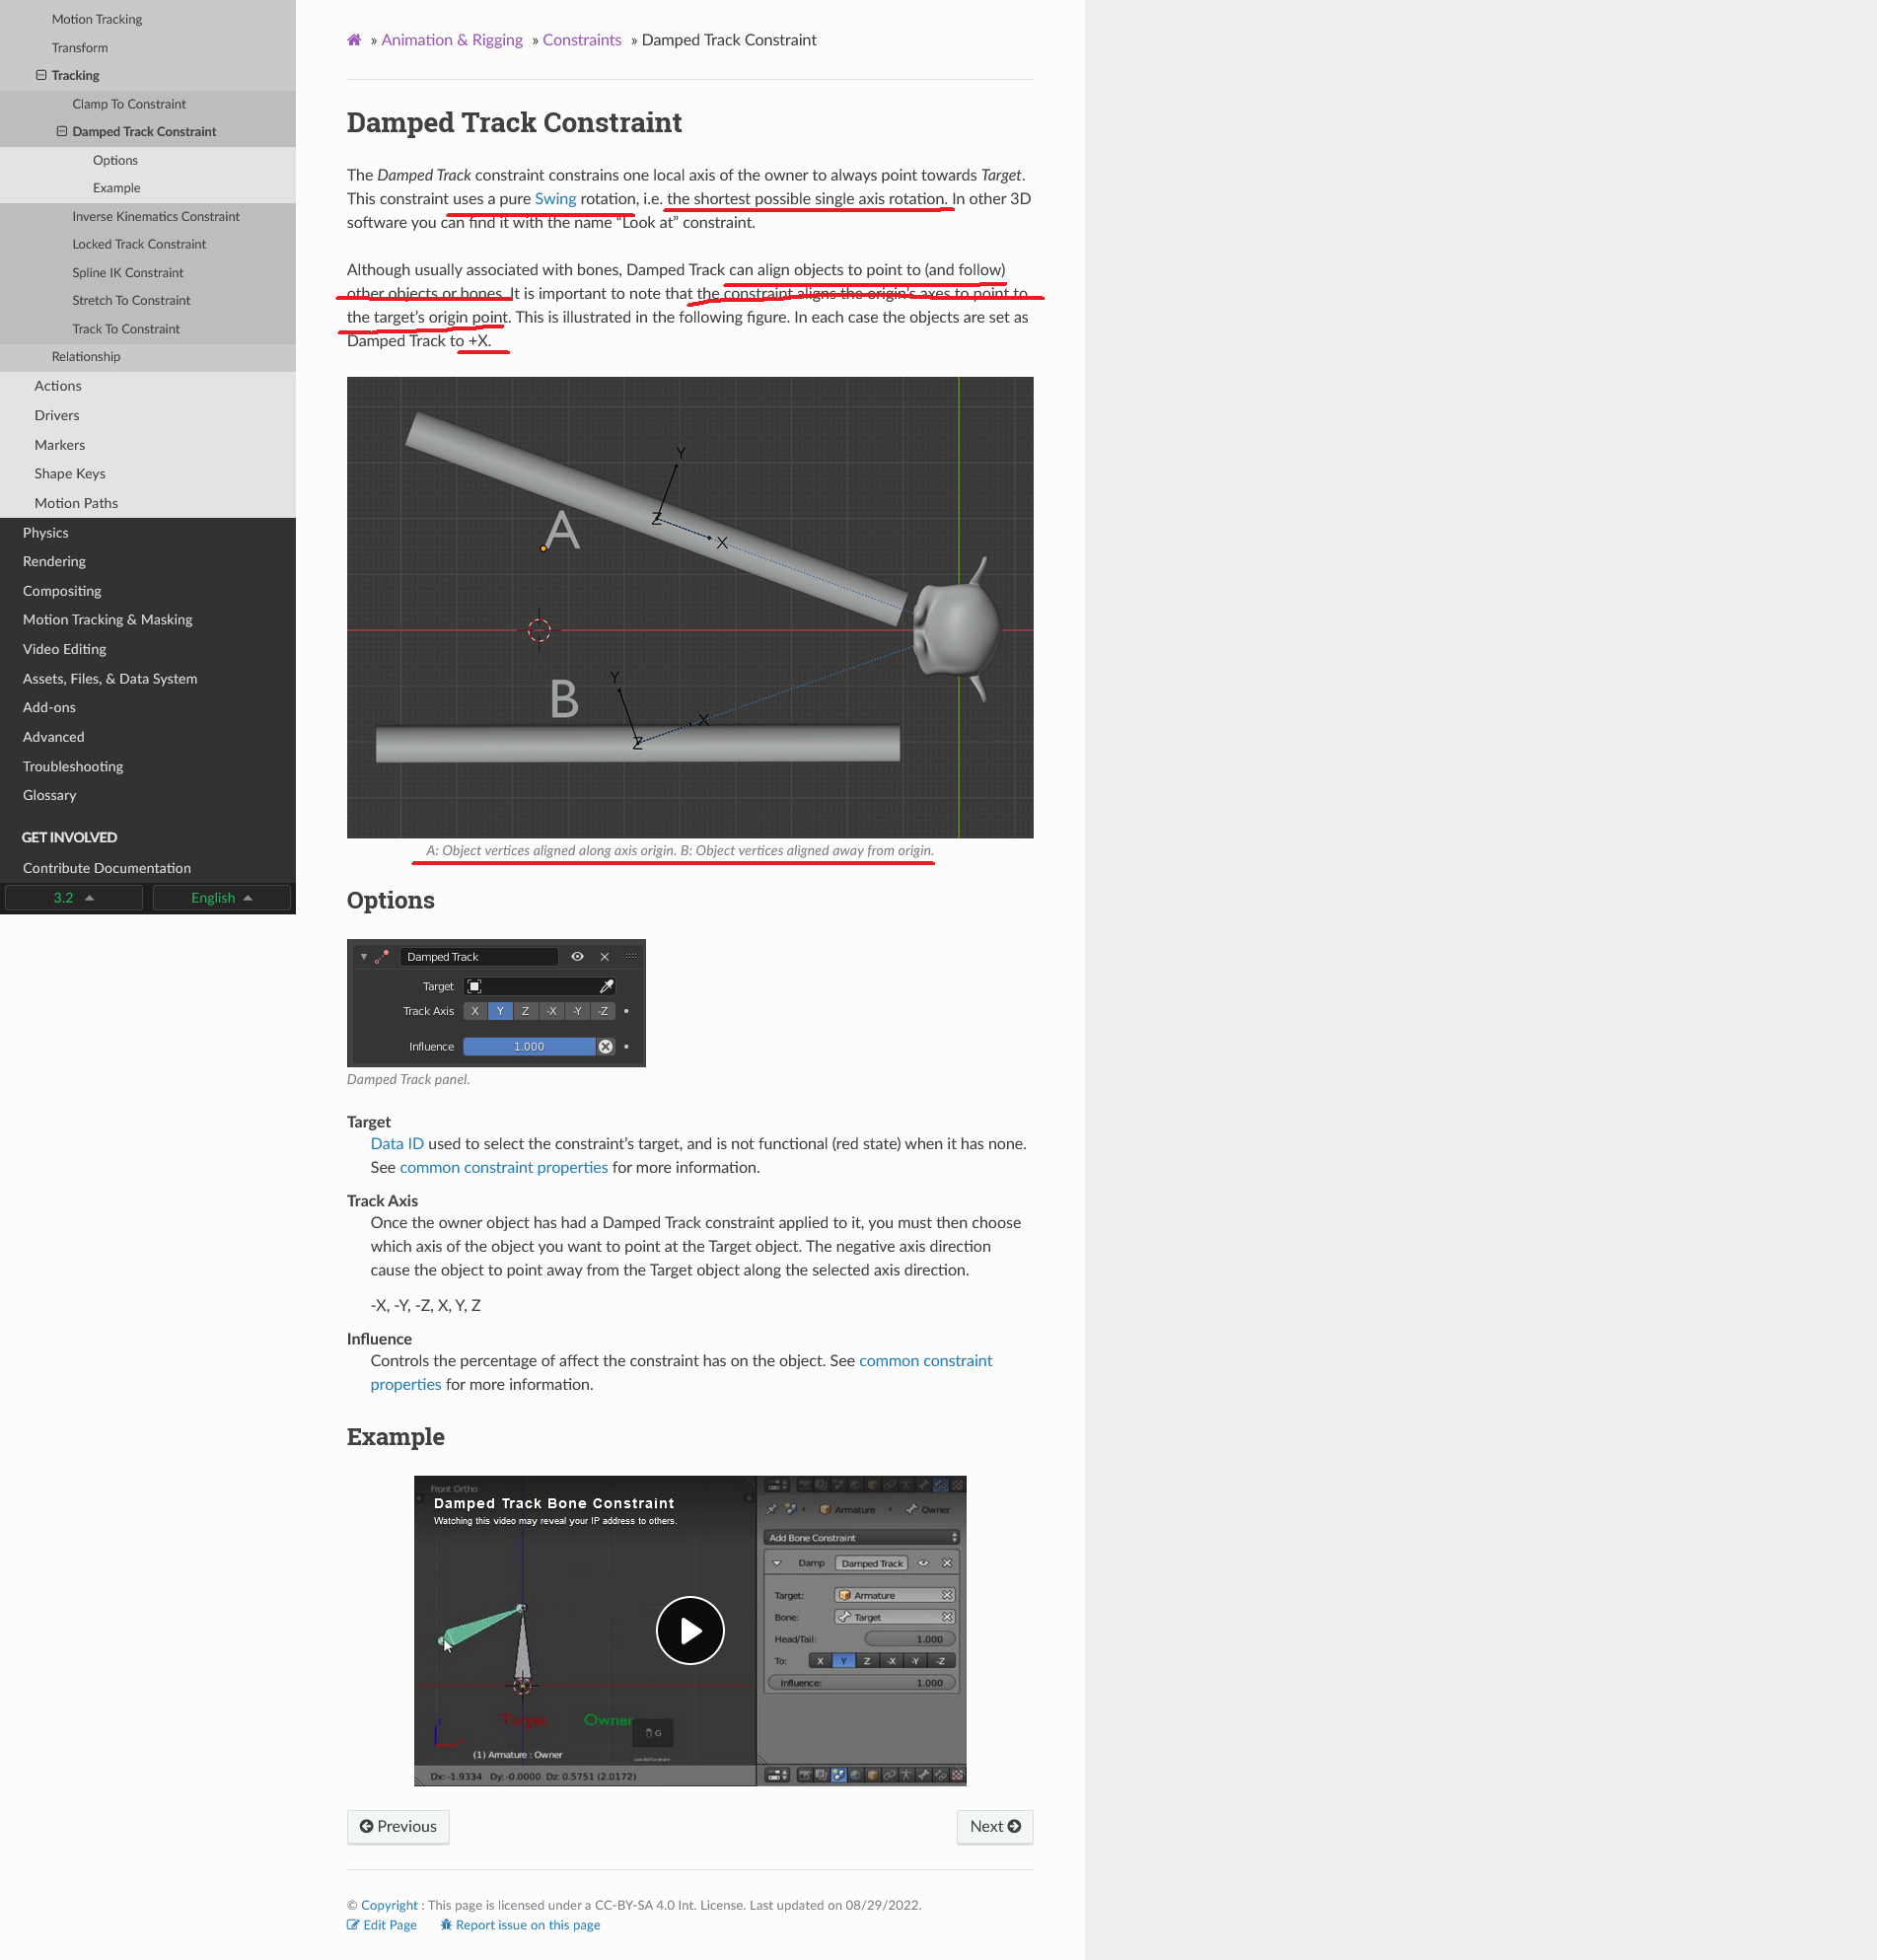 Motion Tracking
Transform
Tracking
Clamp To Constraint
Damped Track Constraint
Options
Example
Inverse Kinematics Constraint
Locked Track Constraint
Spline IK Constraint
Stretch To Constraint
Track To Constraint
Relationship
Actions
Drivers
Markers
Shape Keys
Motion Paths
Physics
Rendering
Compositing
Motion Tracking & Masking
Video Editing
Assets, Files, & Data System
Add-ons
Advanced
Troubleshooting
Glossary
GET INVOLVED
Contribute Documentation
3.2 English
» Animation & Rigging » Constraints » Damped Track Constraint
Damped Track Constraint
The Damped Track constraint constrains one local axis of the owner to always point towards Target.
This constraint uses a pure Swing rotation, i.e. the shortest possible single axis rotation. In other 3D
software you can find it with the name “Look at” constraint.
Although usually associated with bones, Damped Track can align objects to point to (and follow)
other objects or bones. It is important to note that the constraint aligns the origin’s axes to point to
the target’s origin point. This is illustrated in the following figure. In each case the objects are set as
Damped Track to +X.
Y
A
Z
X
B
Y
X
Z
A: Object vertices aligned along axis origin. B: Object vertices aligned away from origin.
Options
Damped Track
Target
Track Axis X Y Z -X -Y -Z
Influence 1.000
Damped Track panel.
Target
Data ID used to select the constraint’s target, and is not functional (red state) when it has none.
See common constraint properties for more information.
Track Axis
Once the owner object has had a Damped Track constraint applied to it, you must then choose
which axis of the object you want to point at the Target object. The negative axis direction
cause the object to point away from the Target object along the selected axis direction.
-X, -Y, -Z, X, Y, Z
Influence
Controls the percentage of affect the constraint has on the object. See common constraint
properties for more information.
Example
Front Ortho
Damped Track Bone Constraint
Watching this video may reveal your IP address to others.
Armature Owner
Add Bone Constraint
Damp Damped Track
Target: Armature
Bone: Target
Head/Tail: 1.000
To: X Y Z -X -Y -Z
Influence: 1.000
Target Owner
G
(1) Armature : Owner
Dx: -1.9334 Dy: -0.0000 Dz: 0.5751 (2.0172)
Previous Next
© Copyright : This page is licensed under a CC-BY-SA 4.0 Int. License. Last updated on 08/29/2022.
Edit Page Report issue on this page